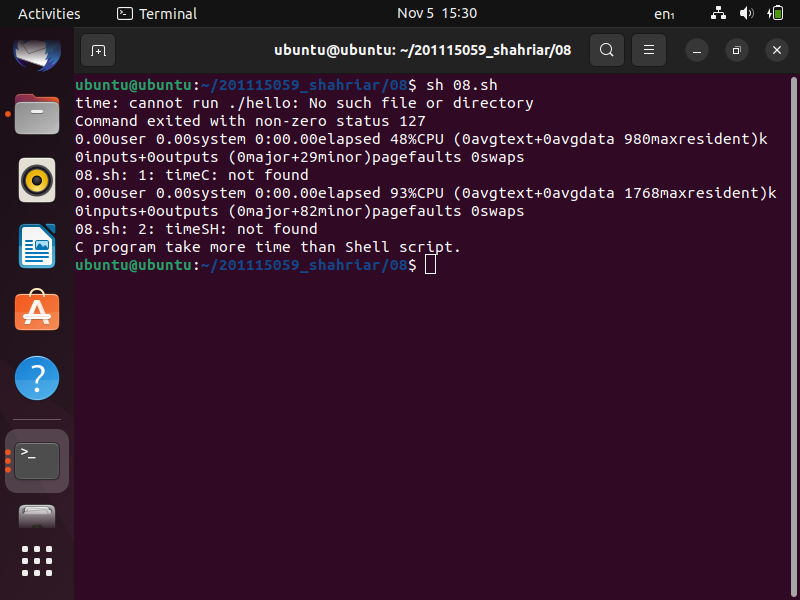 Activities
Terminal
Nov 5 15:30
en₁
ubuntu@ubuntu: ~/201115059_shahriar/08
ubuntu@ubuntu:~/201115059_shahriar/08$ sh 08.sh
time: cannot run ./hello: No such file or directory
Command exited with non-zero status 127
0.00user 0.00system 0:00.00elapsed 48%CPU (0avgtext+0avgdata 980maxresident)k
0inputs+0outputs (0major+29minor)pagefaults 0swaps
08.sh: 1: timeC: not found
0.00user 0.00system 0:00.00elapsed 93%CPU (0avgtext+0avgdata 1768maxresident)k
0inputs+0outputs (0major+82minor)pagefaults 0swaps
08.sh: 2: timeSH: not found
C program take more time than Shell script.
ubuntu@ubuntu:~/201115059_shahriar/08$